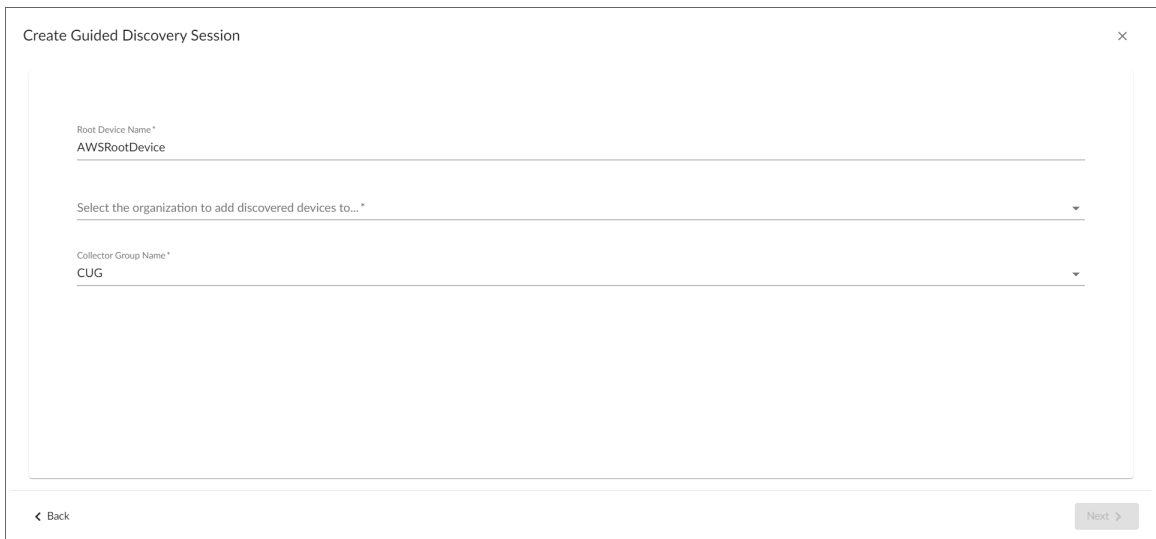 Create Guided Discovery Session
Root Device Name*
AWSRootDevice
Select the organization to add discovered devices to...*
Collector Group Name*
CUG
Back
Next